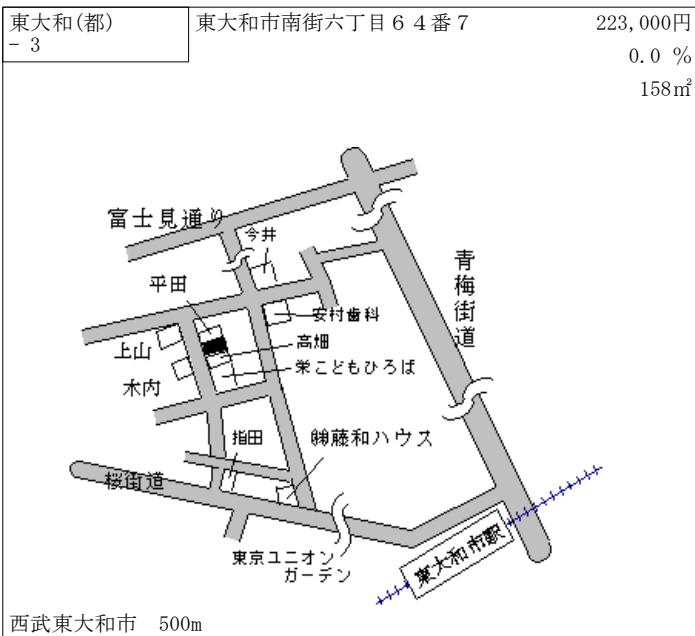 東大和(都)
－３
東大和市南街六丁目６４番７
223,000円
0.0 %
158㎡
富士見通り
今井
平田
青梅街道
安村歯科
上山
高畑
栄こどもひろば
木内
指田
㈱藤和ハウス
桜街道
東京ユニオン
ガーデン
東大和市駅
西武東大和市　500m